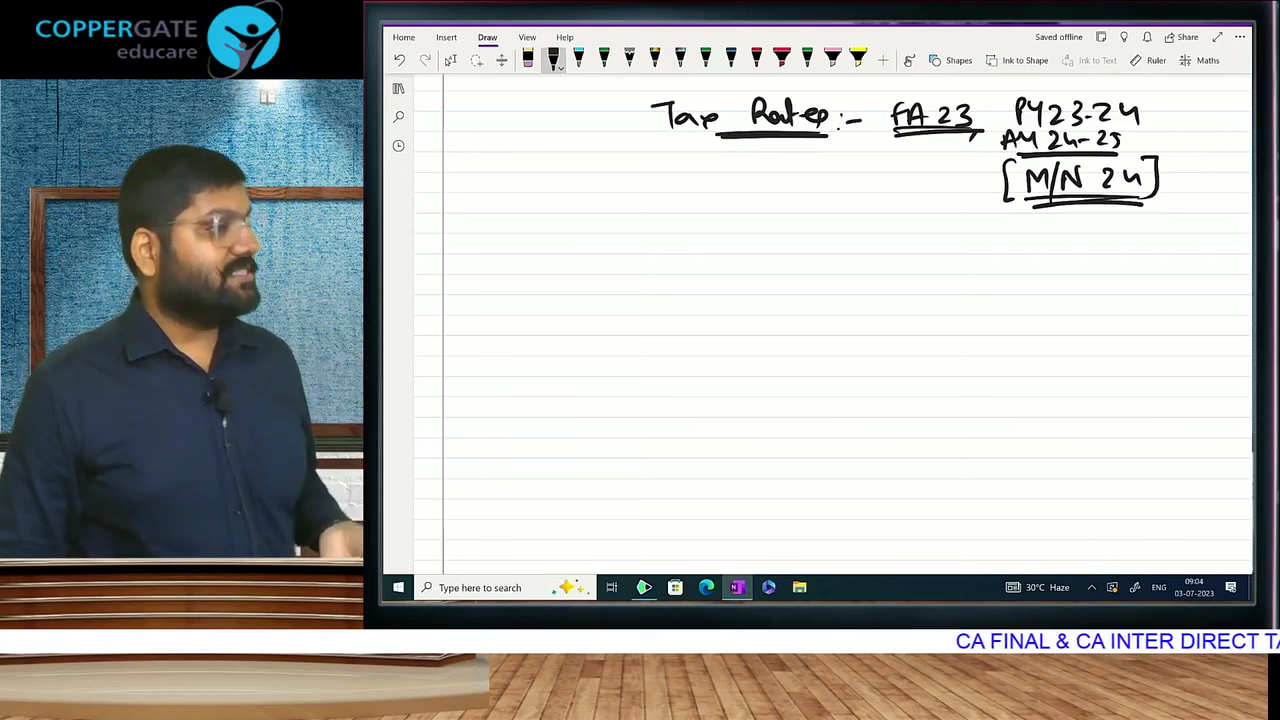 COPPERGATE
educare
Home Insert Draw View Help
Saved offline
Share
Shapes
Ink to Shape
Ink to Text
Ruler
Maths
Tax Rates :- FA 23, PY 23-24
AY 24-25
[M/N 24]
Type here to search
30°C Haze
ENG
09:04
03-07-2023
CA FINAL & CA INTER DIRECT TA